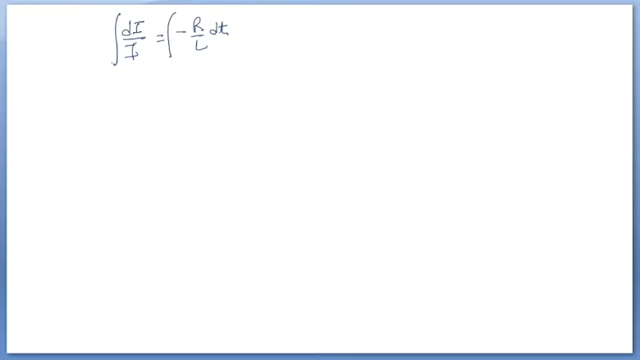 ∫ dI/I = ∫ - R/L dt